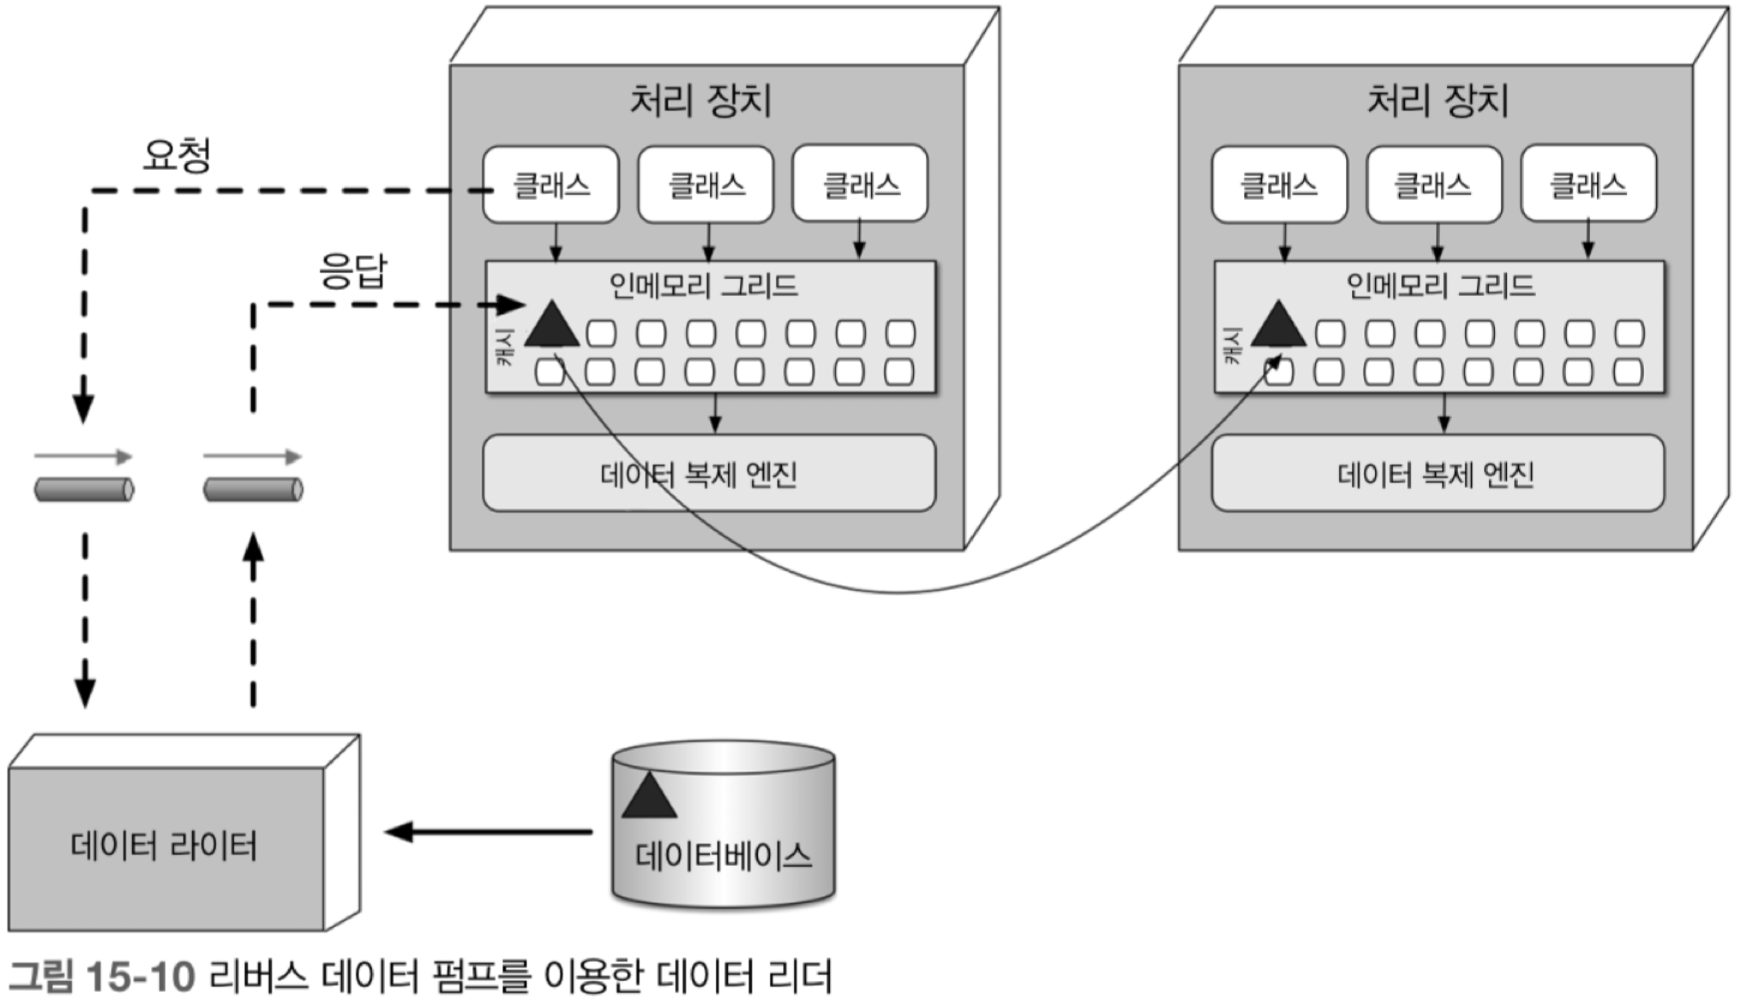 처리 장치
처리 장치
요청
클래스
클래스
클래스
클래스
클래스
클래스
응답
인메모리 그리드
인메모리 그리드
캐시
캐시
데이터 복제 엔진
데이터 복제 엔진
데이터 라이터
데이터베이스
그림 15-10 리버스 데이터 펌프를 이용한 데이터 리더